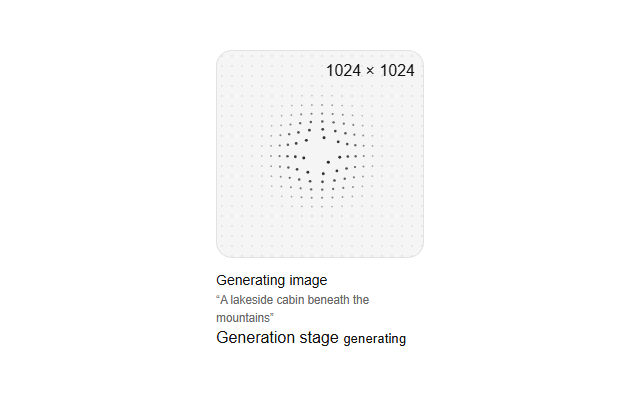 1024 × 1024
Generating image
“A lakeside cabin beneath the
mountains”
Generation stage generating